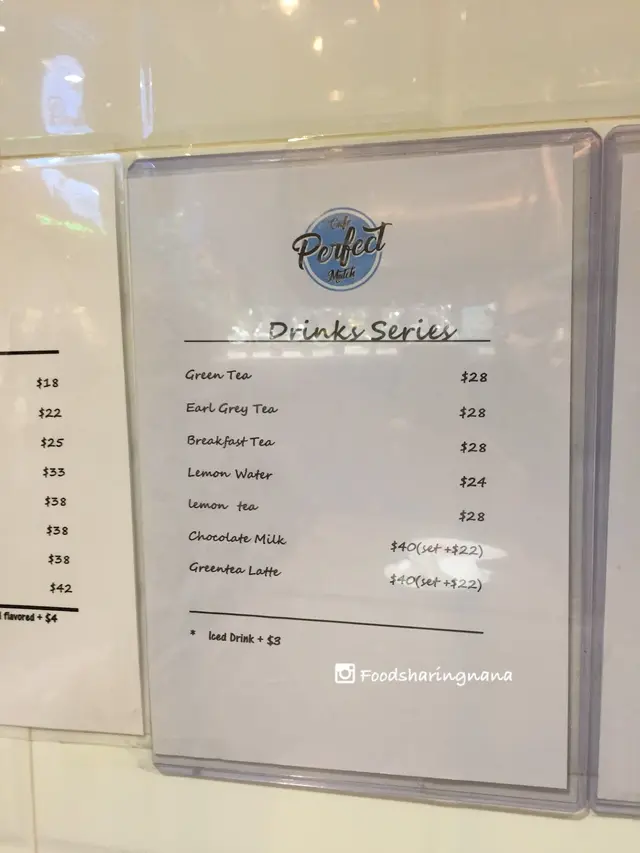 $18
$22
$25
$33
$38
$38
$38
$42
flavored + $4
Cafe
Perfect
Match
Drinks Series
Green Tea $28
Earl Grey Tea $28
Breakfast Tea $28
Lemon Water $24
lemon tea $28
Chocolate Milk $40(set +$22)
Greentea Latte $40(set +$22)
* Iced Drink + $3
Foodsharingnana